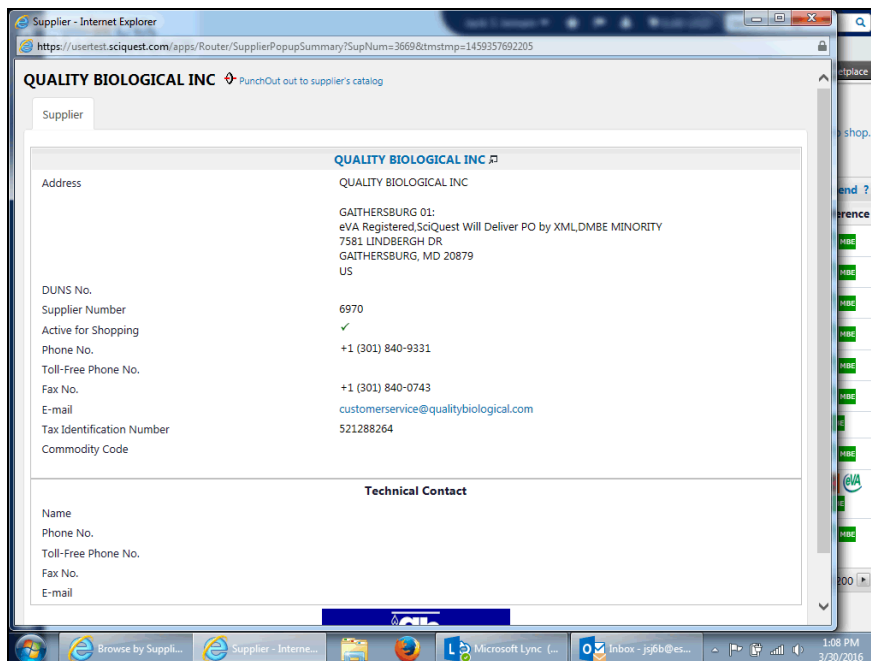 Supplier - Internet Explorer
https://usertest.sciquest.com/apps/Router/SupplierPopupSummary?SupNum=3669&tmstmp=1459357692205
QUALITY BIOLOGICAL INC PunchOut out to supplier's catalog
etplace
Supplier
shop.
QUALITY BIOLOGICAL INC
Address QUALITY BIOLOGICAL INC
end ?
GAITHERSBURG 01:
erence
eVA Registered,SciQuest Will Deliver PO by XML,DMBE MINORITY
7581 LINDBERGH DR
MBE
GAITHERSBURG, MD 20879
US
MBE
DUNS No.
Supplier Number 6970
MBE
Active for Shopping ✓
MBE
Phone No. +1 (301) 840-9331
Toll-Free Phone No.
MBE
Fax No. +1 (301) 840-0743
MBE
E-mail customerservice@qualitybiological.com
Tax Identification Number 521288264
Commodity Code
MBE
Technical Contact
eVA
Name
Phone No.
MBE
Toll-Free Phone No.
Fax No.
200
E-mail
Browse by Suppli...
Supplier - Interne...
Microsoft Lync (...
Inbox - jsj6b@es...
1:08 PM
3/30/2016